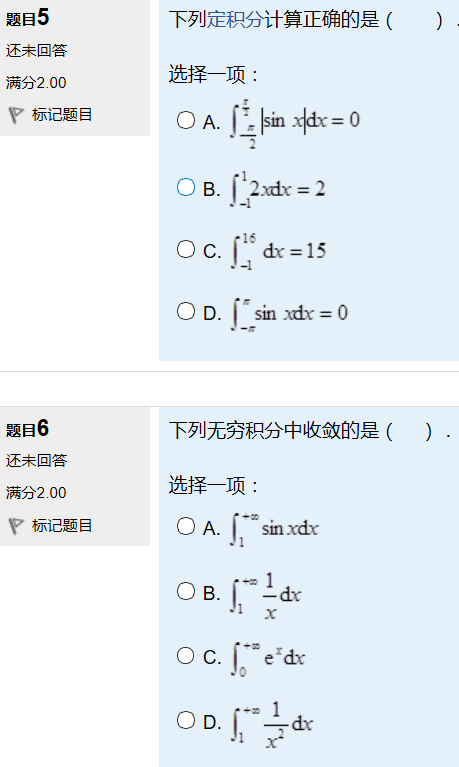 题目5
还未回答
满分2.00
标记题目
下列定积分计算正确的是（　　）.
选择一项：
A. ∫_{-π/2}^{π/2} |sin x|dx = 0
B. ∫_{-1}^{1} 2xdx = 2
C. ∫_{-1}^{16} dx = 15
D. ∫_{-π}^{π} sin xdx = 0
题目6
还未回答
满分2.00
标记题目
下列无穷积分中收敛的是（　　）.
选择一项：
A. ∫_{1}^{+∞} sin xdx
B. ∫_{1}^{+∞} 1/x dx
C. ∫_{0}^{+∞} e^x dx
D. ∫_{1}^{+∞} 1/x² dx